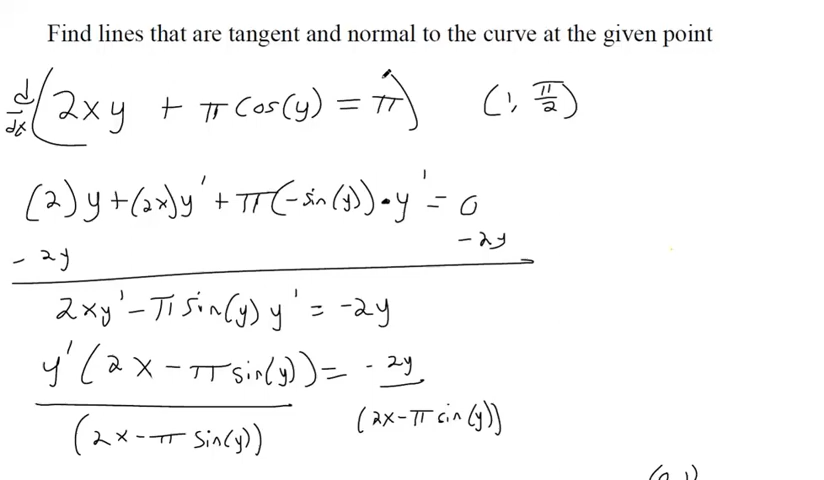 Find lines that are tangent and normal to the curve at the given point
d/dx (2xy + π cos(y) = π) (1, π/2)
(2)y + (2x)y' + π(-sin(y)) • y' = 0
- 2y - 2y
2xy' - π sin(y) y' = -2y
y' (2x - π sin(y)) = - 2y
(2x - π sin(y)) (2x - π sin(y))